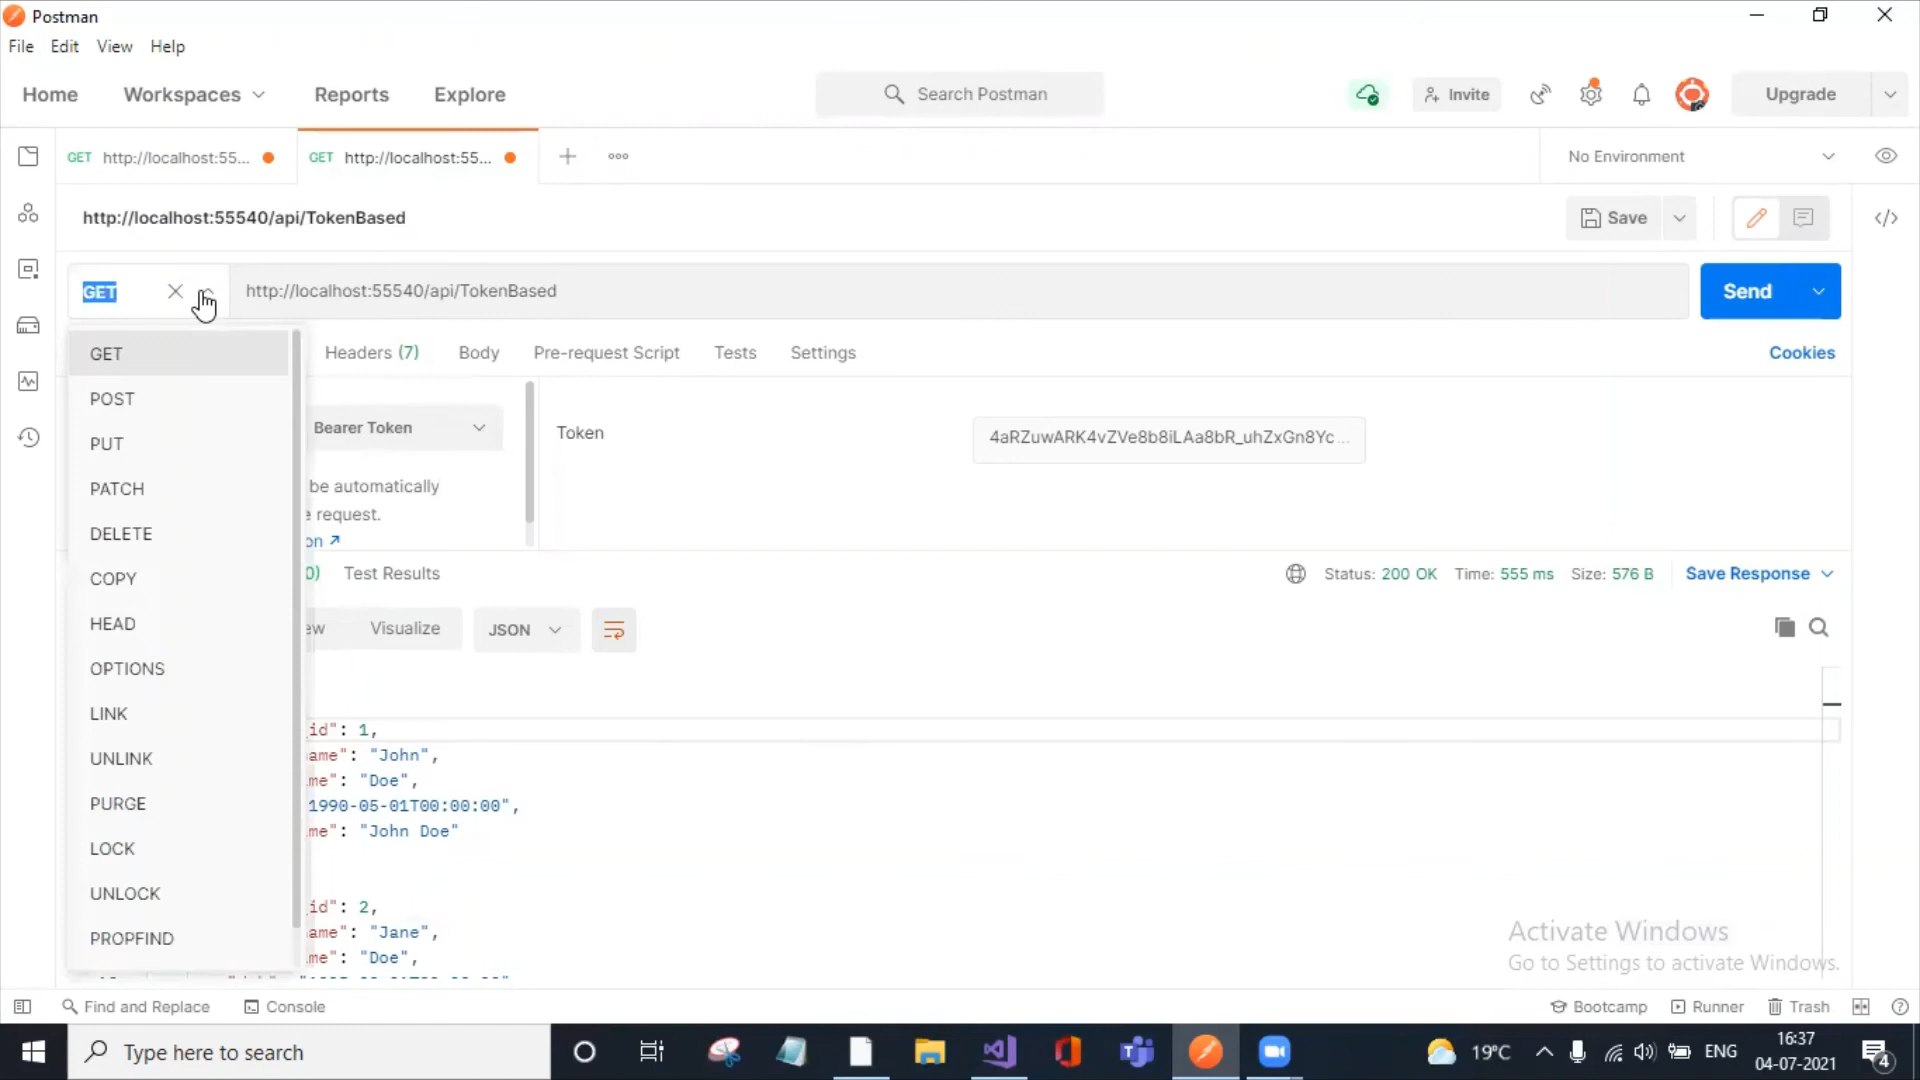 Postman
File Edit View Help
Home Workspaces Reports Explore Search Postman Invite Upgrade
GET http://localhost:55... GET http://localhost:55... No Environment
http://localhost:55540/api/TokenBased Save
GET http://localhost:55540/api/TokenBased Send
GET Headers (7) Body Pre-request Script Tests Settings Cookies
POST
Bearer Token Token 4aRZuwARK4vZVe8b8iLAa8bR_uhZxGn8Yc...
PUT
PATCH be automatically
request.
DELETE on
COPY 0) Test Results Status: 200 OK Time: 555 ms Size: 576 B Save Response
HEAD ew Visualize JSON
OPTIONS
LINK
id": 1,
UNLINK ame": "John",
me": "Doe",
PURGE 1990-05-01T00:00:00",
me": "John Doe"
LOCK
UNLOCK
id": 2,
PROPFIND ame": "Jane",
me": "Doe",
Activate Windows
Go to Settings to activate Windows.
Find and Replace Console Bootcamp Runner Trash
Type here to search 19°C ENG 16:37
04-07-2021 4